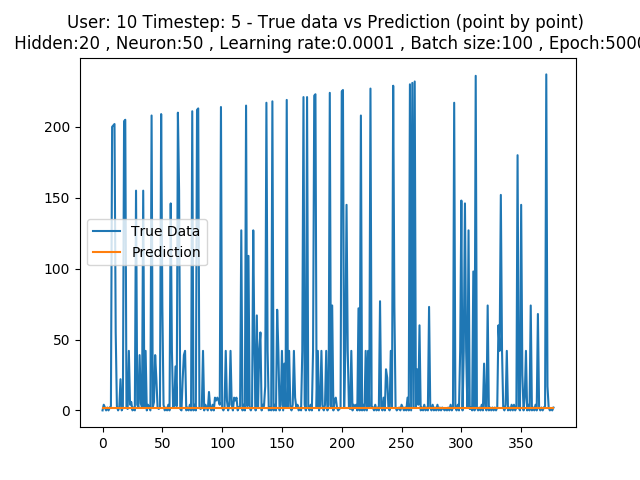 User: 10 Timestep: 5 - True data vs Prediction (point by point)
Hidden:20 , Neuron:50 , Learning rate:0.0001 , Batch size:100 , Epoch:5000
200
150
100
50
0
True Data
Prediction
0 50 100 150 200 250 300 350